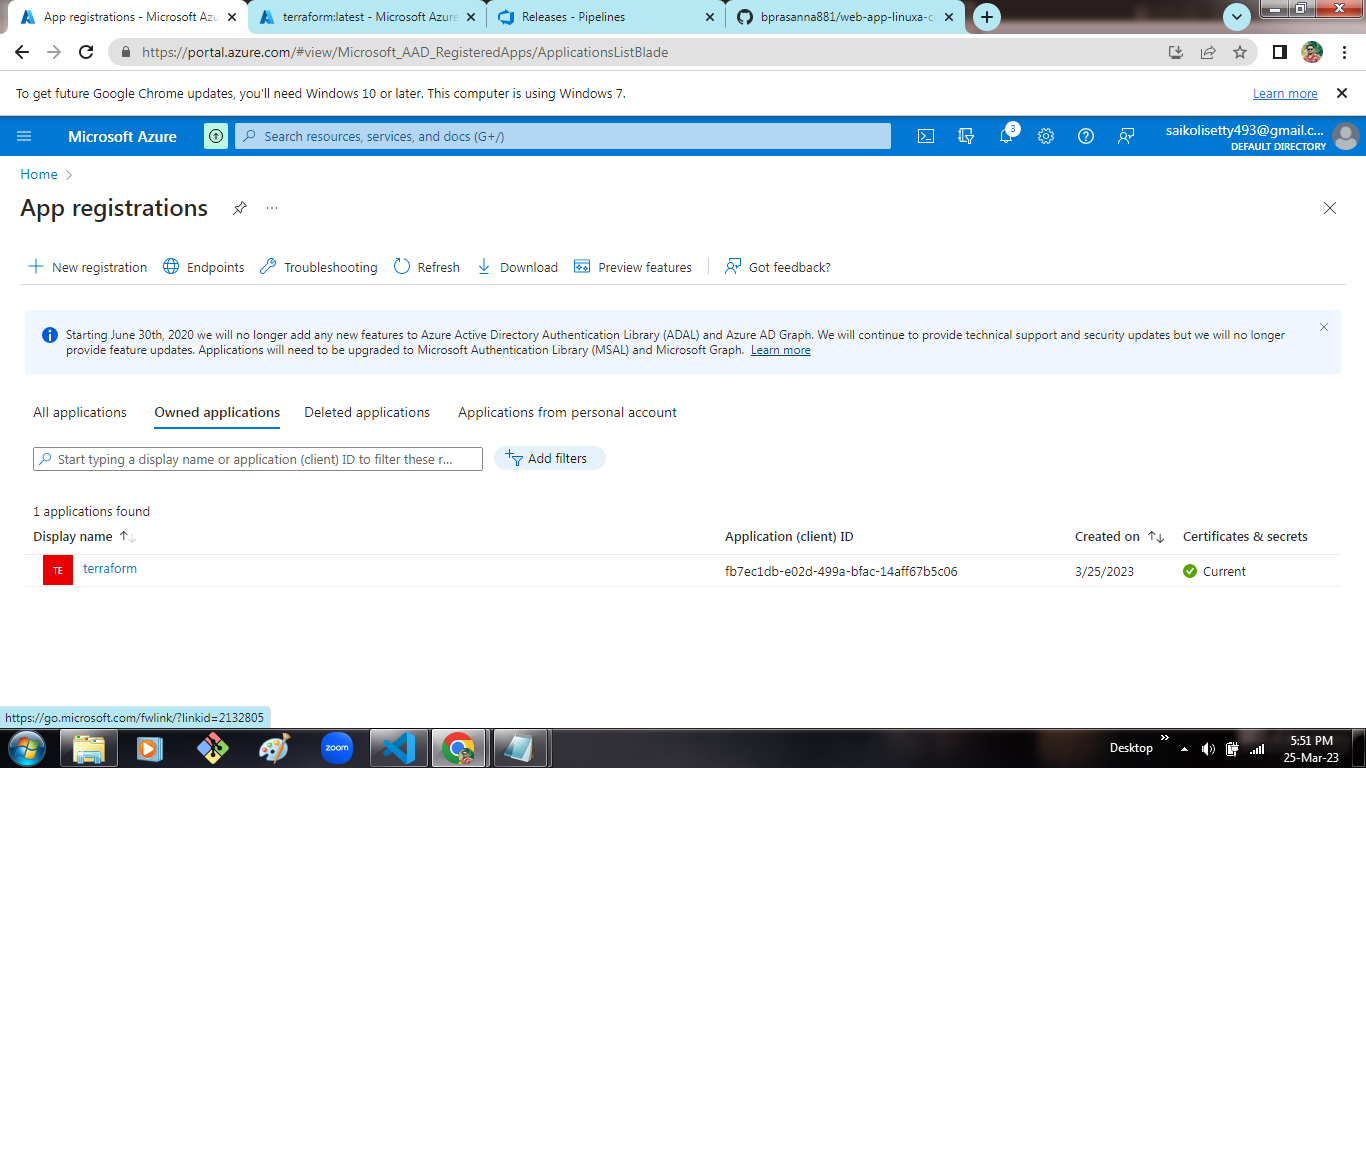 App registrations - Microsoft Azu
terraform:latest - Microsoft Azure
Releases - Pipelines
bprasanna881/web-app-linuxa-c
https://portal.azure.com/#view/Microsoft_AAD_RegisteredApps/ApplicationsListBlade
To get future Google Chrome updates, you'll need Windows 10 or later. This computer is using Windows 7.
Learn more
Microsoft Azure
Search resources, services, and docs (G+/)
3
saikolisetty493@gmail.c...
DEFAULT DIRECTORY
Home
App registrations
New registration
Endpoints
Troubleshooting
Refresh
Download
Preview features
Got feedback?
Starting June 30th, 2020 we will no longer add any new features to Azure Active Directory Authentication Library (ADAL) and Azure AD Graph. We will continue to provide technical support and security updates but we will no longer
provide feature updates. Applications will need to be upgraded to Microsoft Authentication Library (MSAL) and Microsoft Graph. Learn more
All applications
Owned applications
Deleted applications
Applications from personal account
Start typing a display name or application (client) ID to filter these r...
Add filters
1 applications found
Display name
Application (client) ID
Created on
Certificates & secrets
TE
terraform
fb7ec1db-e02d-499a-bfac-14aff67b5c06
3/25/2023
Current
https://go.microsoft.com/fwlink/?linkid=2132805
zoom
Desktop
5:51 PM
25-Mar-23